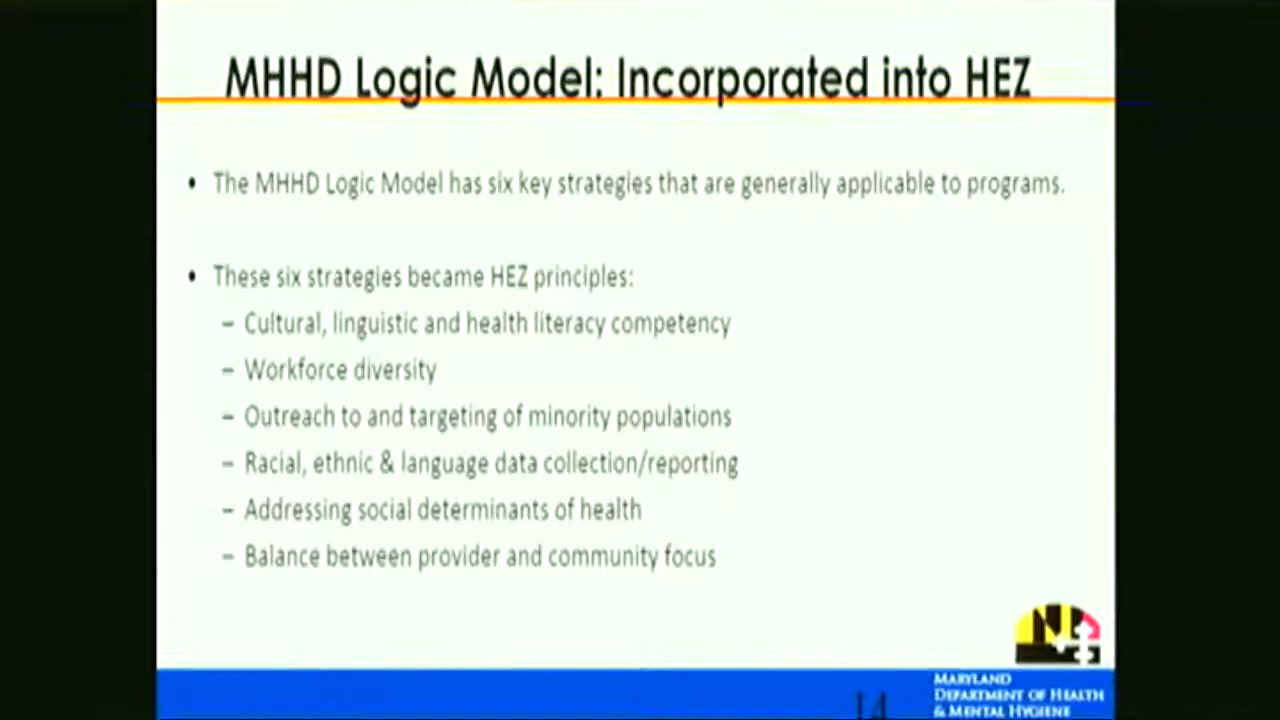 MHHD Logic Model: Incorporated into HEZ
• The MHHD Logic Model has six key strategies that are generally applicable to programs.
• These six strategies became HEZ principles:
– Cultural, linguistic and health literacy competency
– Workforce diversity
– Outreach to and targeting of minority populations
– Racial, ethnic & language data collection/reporting
– Addressing social determinants of health
– Balance between provider and community focus
14
MARYLAND
DEPARTMENT OF HEALTH
& MENTAL HYGIENE